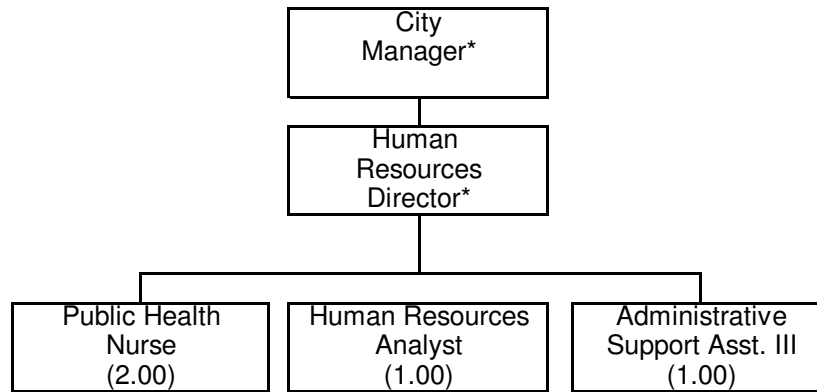 City
Manager*
Human
Resources
Director*
Public Health
Nurse
(2.00)
Human Resources
Analyst
(1.00)
Administrative
Support Asst. III
(1.00)